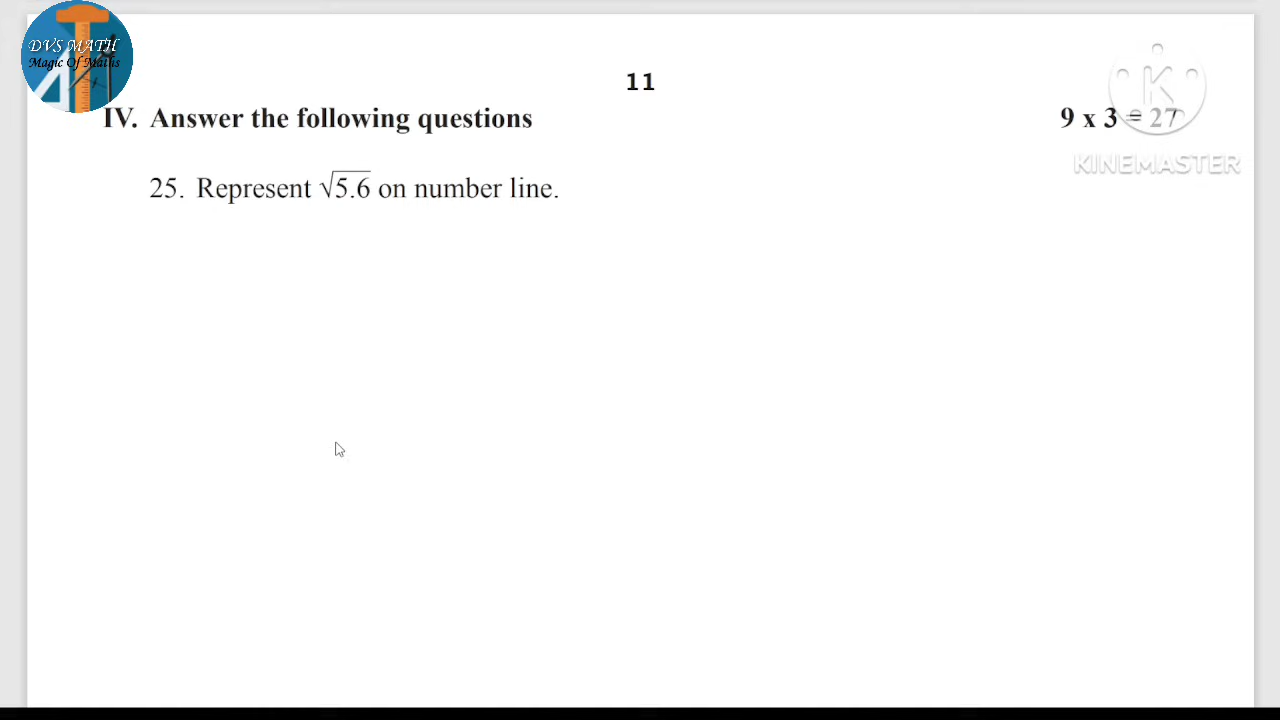 DVS MATH
Magic Of Maths
11
IV. Answer the following questions 9 x 3 = 27
KINEMASTER
25. Represent √5.6 on number line.